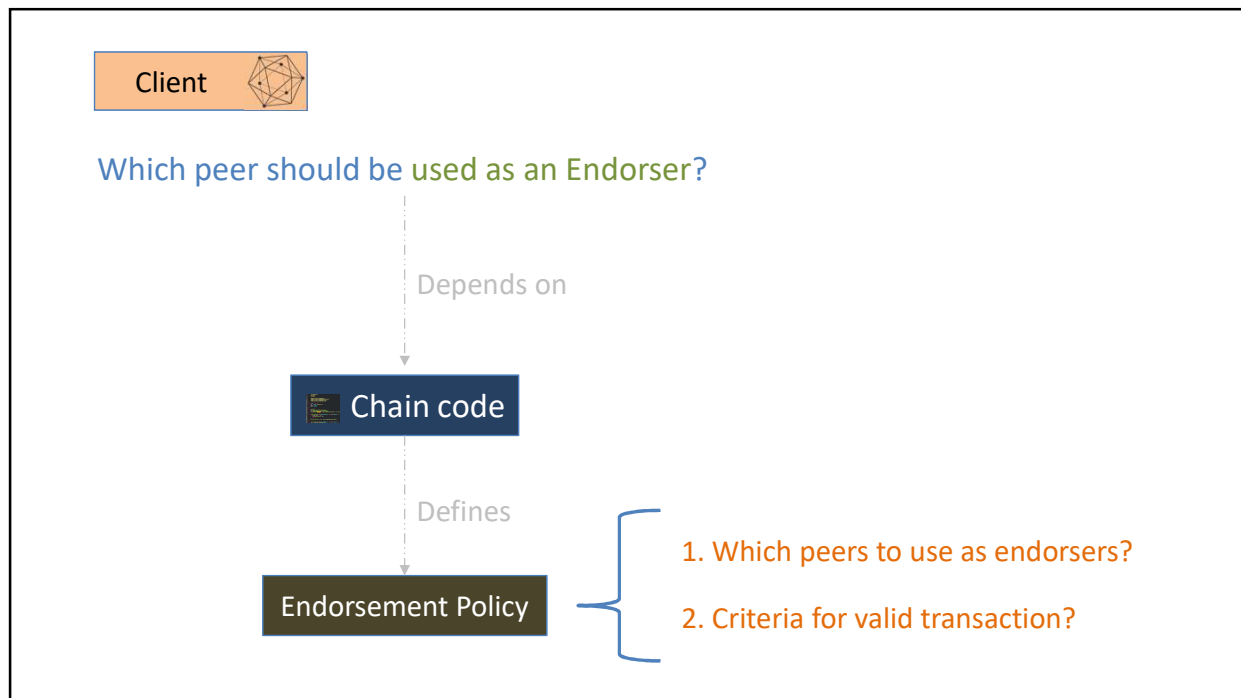 Client
Which peer should be used as an Endorser?
Depends on
Chain code
Defines
Endorsement Policy
1. Which peers to use as endorsers?
2. Criteria for valid transaction?